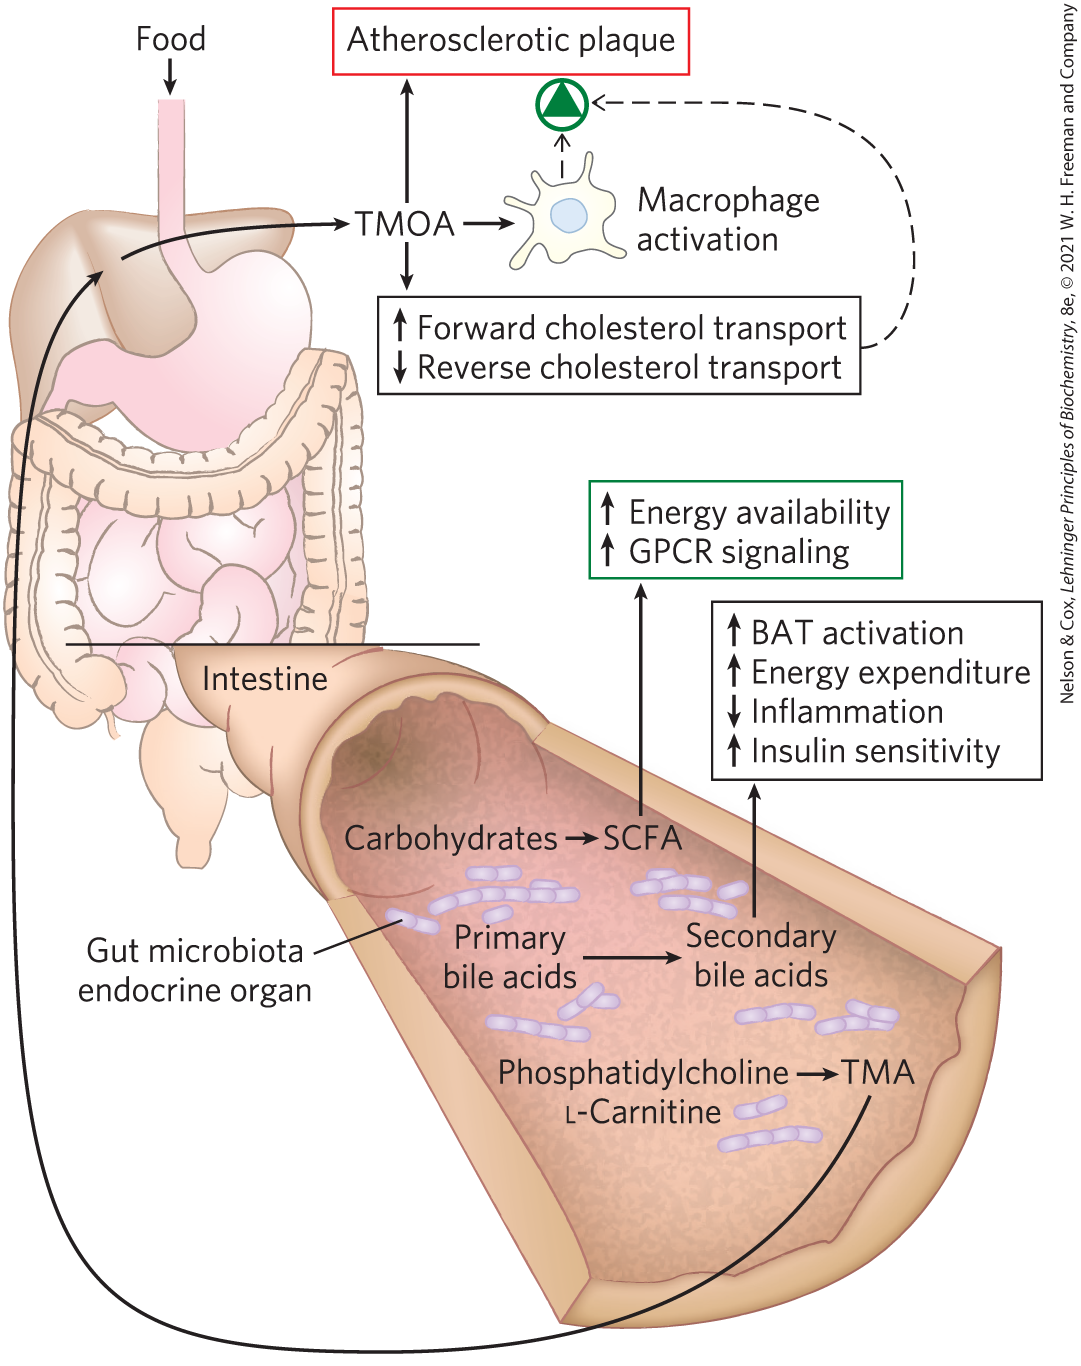 Food
Atherosclerotic plaque
TMOA
Macrophage
activation
↑ Forward cholesterol transport
↓ Reverse cholesterol transport
↑ Energy availability
↑ GPCR signaling
↑ BAT activation
↑ Energy expenditure
↓ Inflammation
↑ Insulin sensitivity
Intestine
Carbohydrates → SCFA
Gut microbiota
endocrine organ
Primary
bile acids
Secondary
bile acids
Phosphatidylcholine → TMA
L-Carnitine
Nelson & Cox, Lehninger Principles of Biochemistry, 8e, © 2021 W. H. Freeman and Company